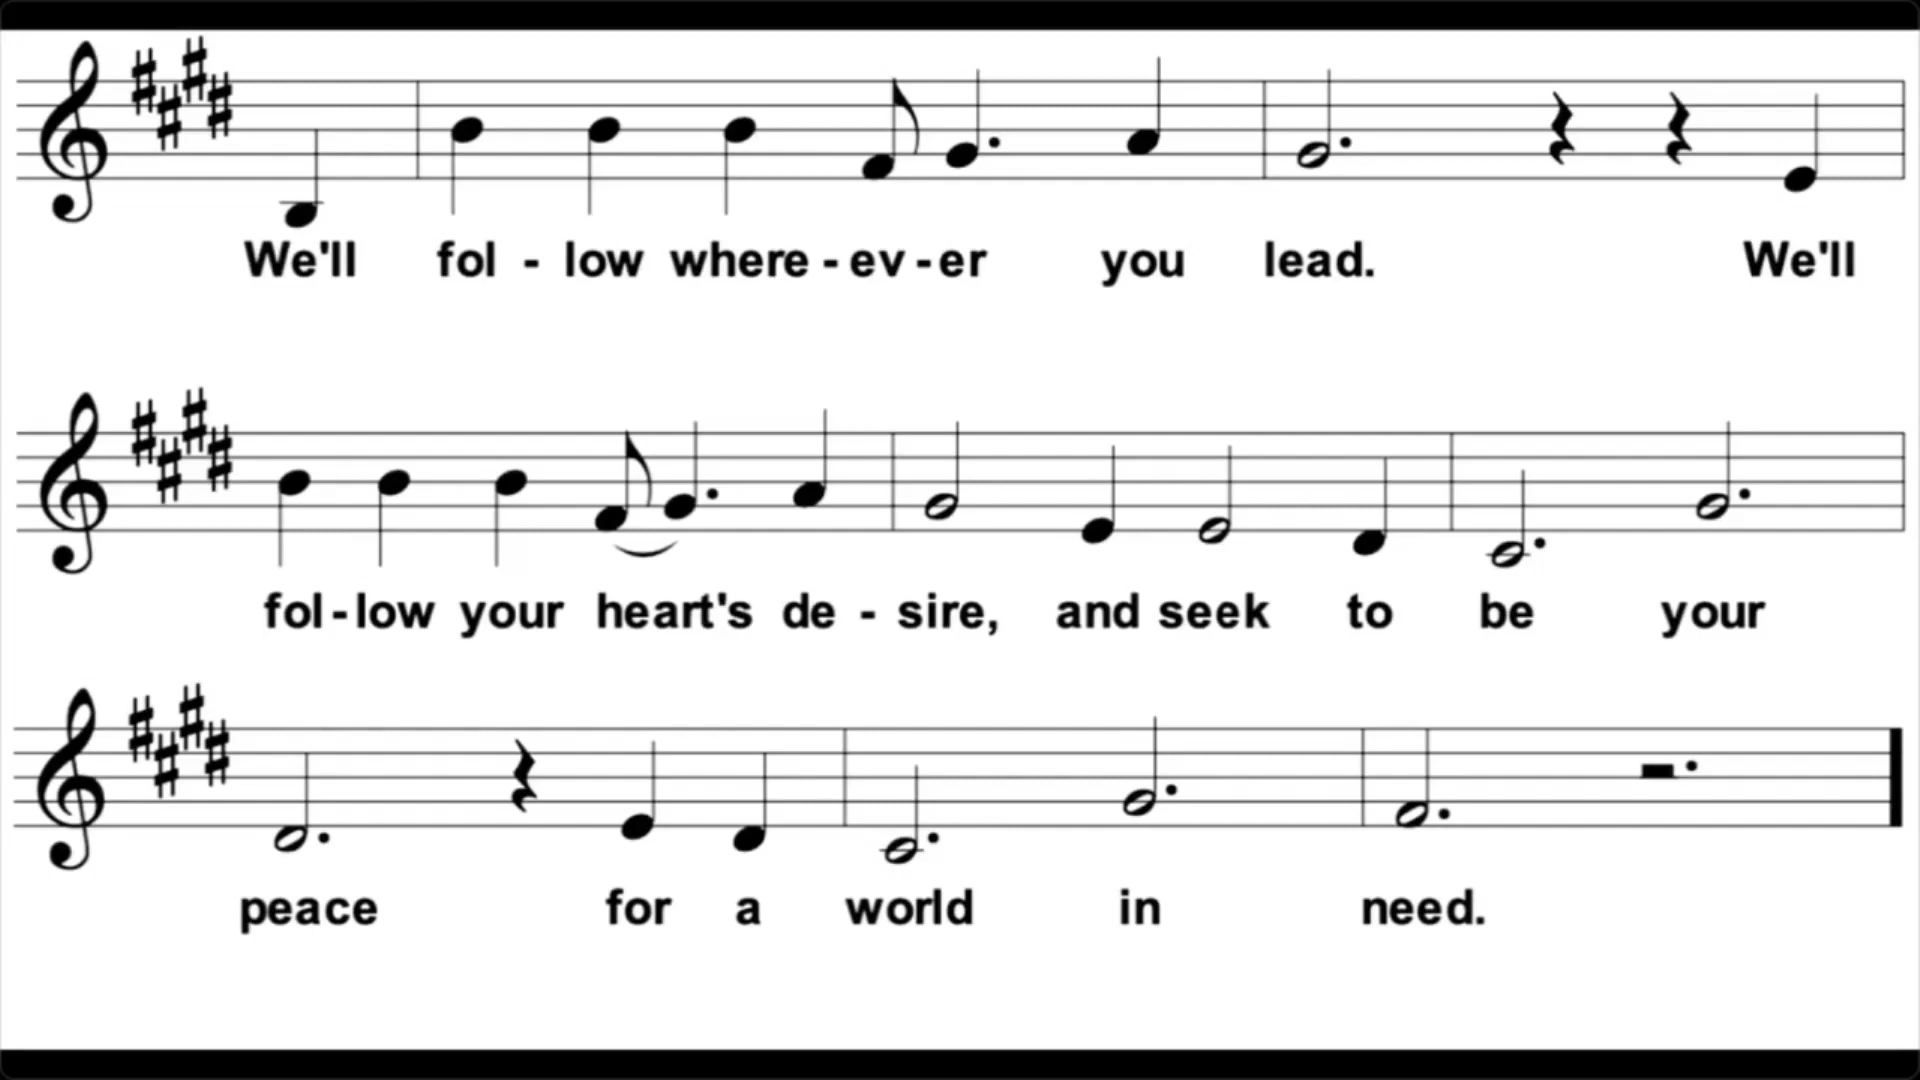 We'll fol - low where - ev - er you lead. We'll
fol - low your heart's de - sire, and seek to be your
peace for a world in need.